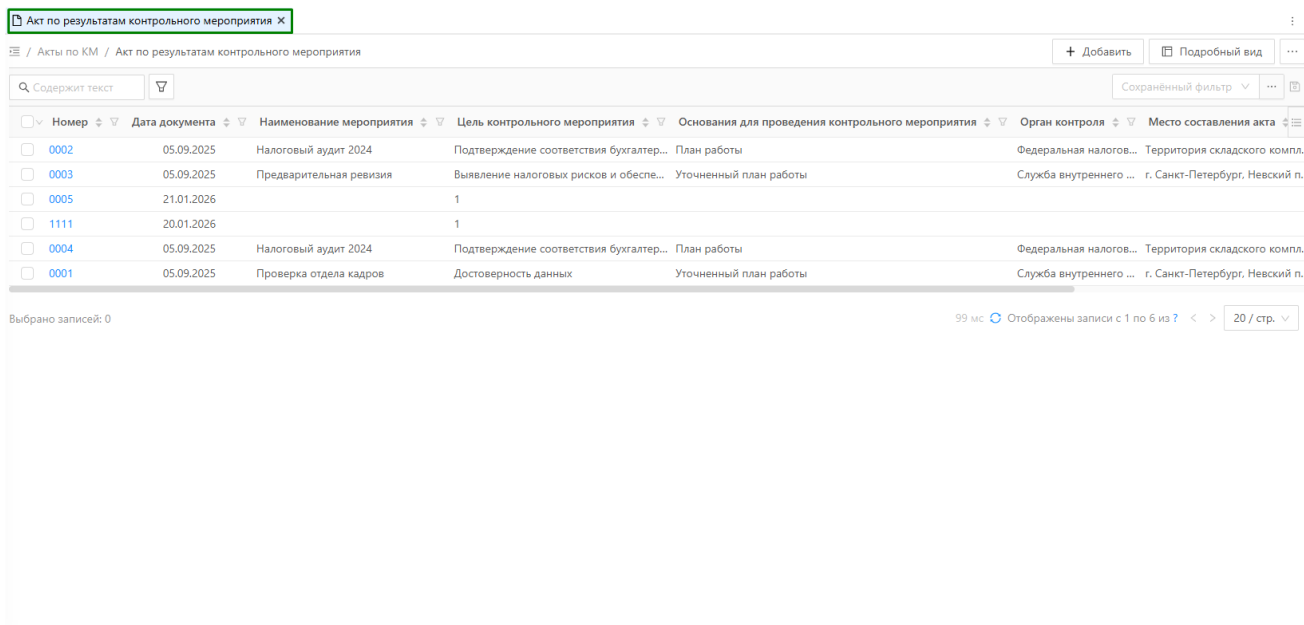 Акт по результатам контрольного мероприятия ×
/ Акты по КМ / Акт по результатам контрольного мероприятия
+ Добавить
Подробный вид
...
Содержит текст
Сохранённый фильтр
...
Номер Дата документа Наименование мероприятия Цель контрольного мероприятия Основания для проведения контрольного мероприятия Орган контроля Место составления акта
0002 05.09.2025 Налоговый аудит 2024 Подтверждение соответствия бухгалтер... План работы Федеральная налогов... Территория складского компл.
0003 05.09.2025 Предварительная ревизия Выявление налоговых рисков и обеспе... Уточненный план работы Служба внутреннего ... г. Санкт-Петербург, Невский п.
0005 21.01.2026 1
1111 20.01.2026 1
0004 05.09.2025 Налоговый аудит 2024 Подтверждение соответствия бухгалтер... План работы Федеральная налогов... Территория складского компл.
0001 05.09.2025 Проверка отдела кадров Достоверность данных Уточненный план работы Служба внутреннего ... г. Санкт-Петербург, Невский п.
Выбрано записей: 0
99 мс Отображены записи с 1 по 6 из ? < > 20 / стр.